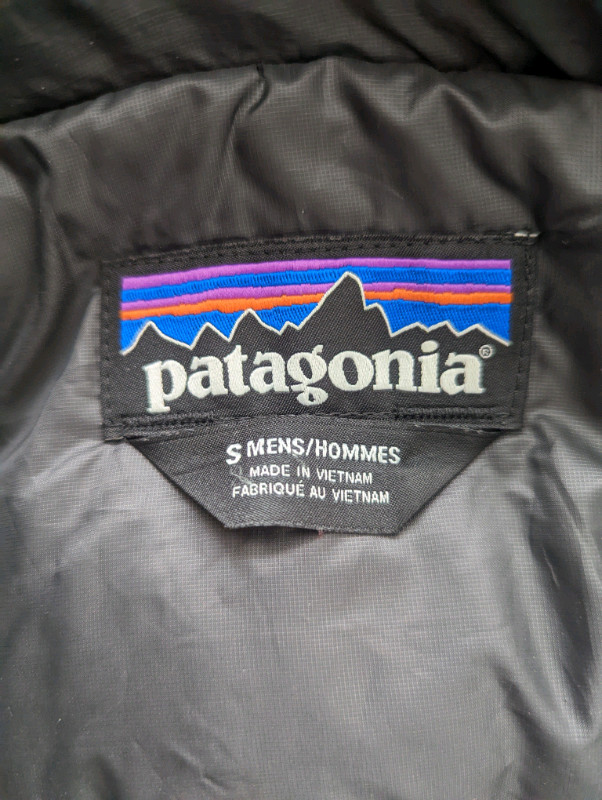 patagonia®
S MENS/HOMMES
MADE IN VIETNAM
FABRIQUÉ AU VIETNAM